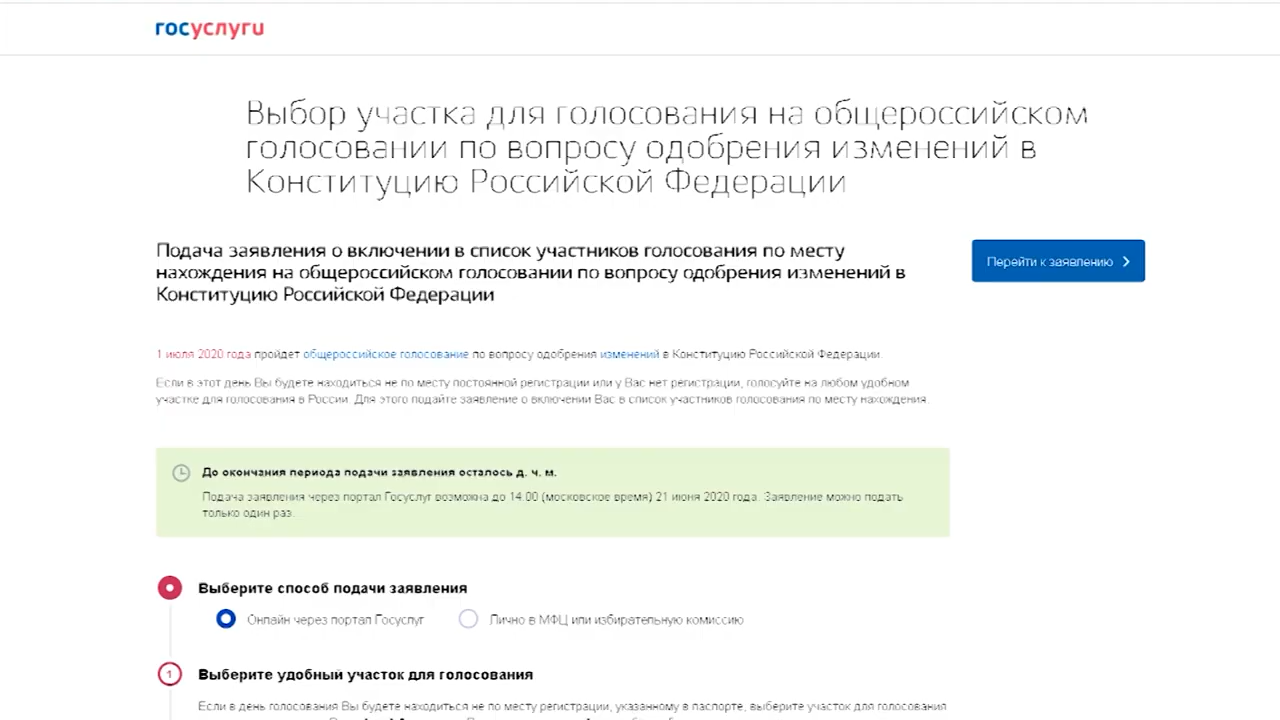 госуслуги
Выбор участка для голосования на общероссийском
голосовании по вопросу одобрения изменений в
Конституцию Российской Федерации
Подача заявления о включении в список участников голосования по месту
нахождения на общероссийском голосовании по вопросу одобрения изменений в
Конституцию Российской Федерации
Перейти к заявлению
1 июля 2020 года пройдет общероссийское голосование по вопросу одобрения изменений в Конституцию Российской Федерации.
Если в этот день Вы будете находиться не по месту постоянной регистрации или у Вас нет регистрации, голосуйте на любом удобном
участке для голосования в России. Для этого подайте заявление о включении Вас в список участников голосования по месту нахождения.
До окончания периода подачи заявления осталось д. ч. м.
Подача заявления через портал Госуслуг возможна до 14.00 (московское время) 21 июня 2020 года. Заявление можно подать
только один раз.
Выберите способ подачи заявления
Онлайн через портал Госуслуг
Лично в МФЦ или избирательную комиссию
1
Выберите удобный участок для голосования
Если в день голосования Вы будете находиться не по месту регистрации, указанному в паспорте, выберите участок для голосования